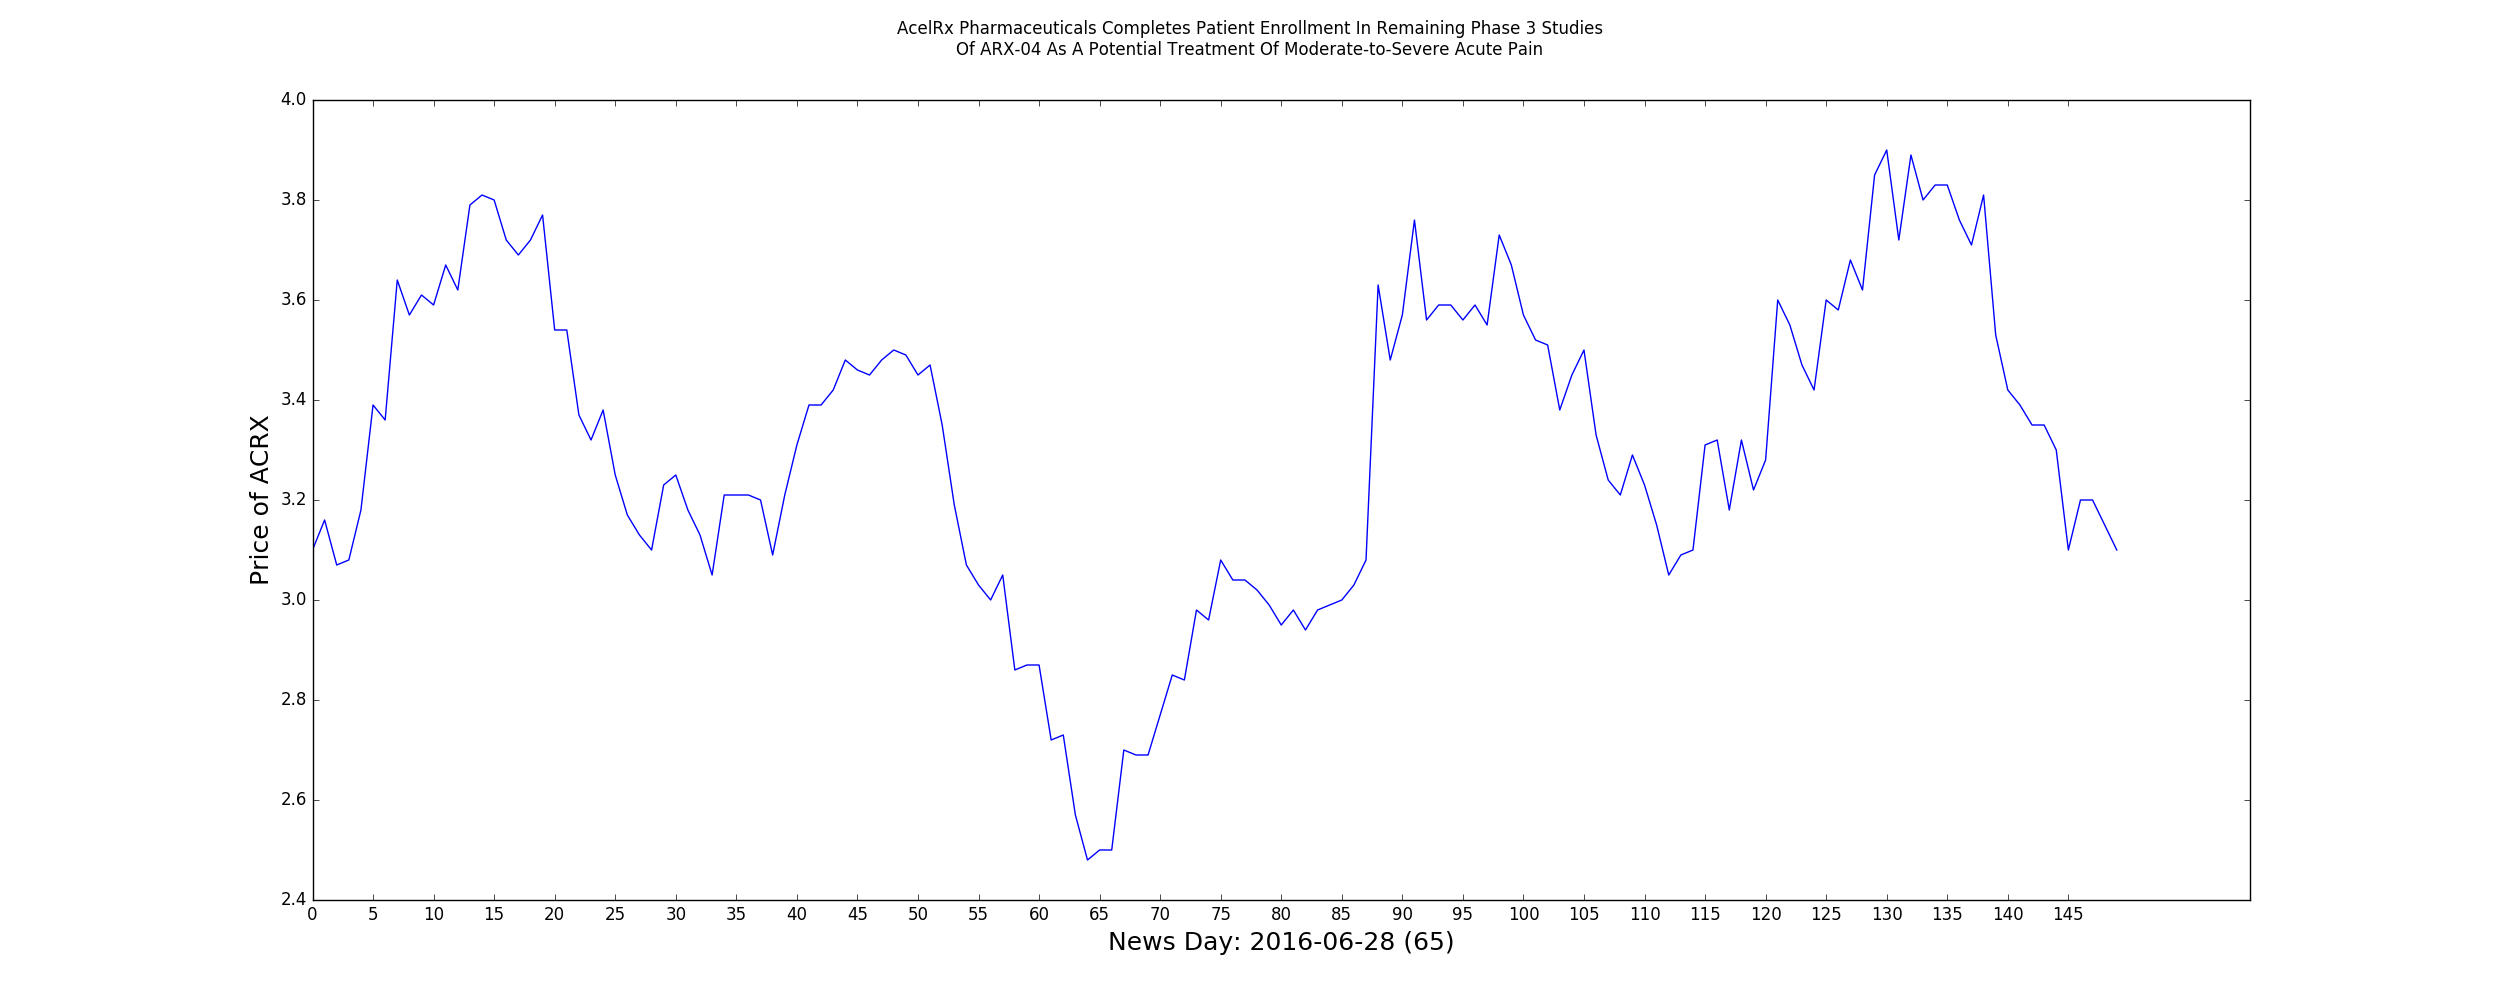 AcelRx Pharmaceuticals Completes Patient Enrollment In Remaining Phase 3 Studies
Of ARX-04 As A Potential Treatment Of Moderate-to-Severe Acute Pain
4.0
3.8
3.6
3.4
3.2
3.0
2.8
2.6
2.4
Price of ACRX
0 5 10 15 20 25 30 35 40 45 50 55 60 65 70 75 80 85 90 95 100 105 110 115 120 125 130 135 140 145
News Day: 2016-06-28 (65)